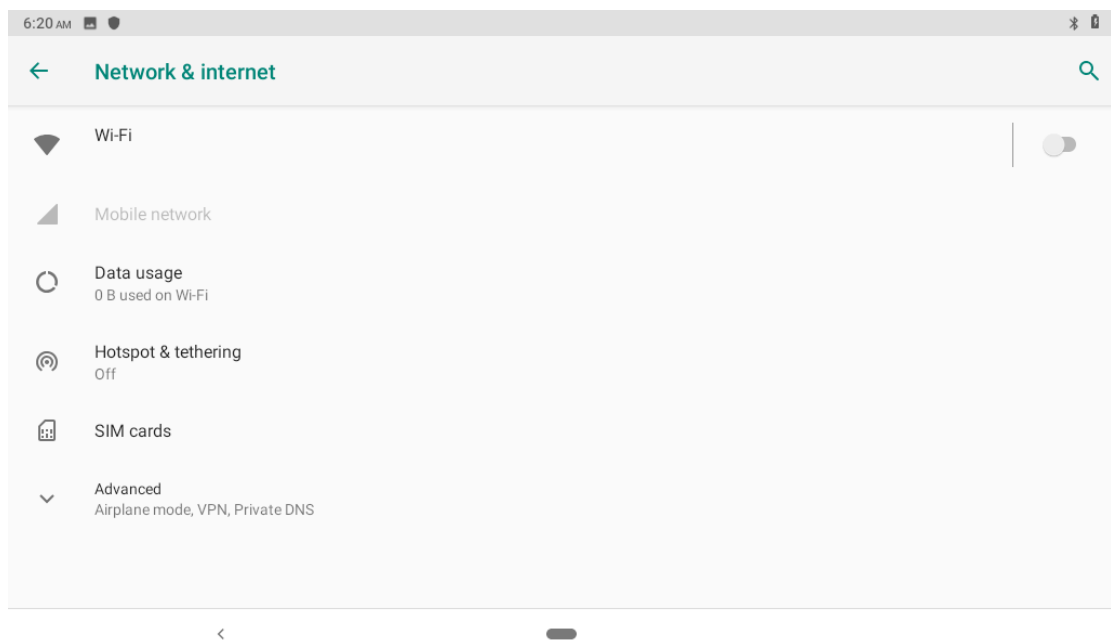 6:20 AM
Network & internet
Wi-Fi
Mobile network
Data usage
0 B used on Wi-Fi
Hotspot & tethering
Off
SIM cards
Advanced
Airplane mode, VPN, Private DNS